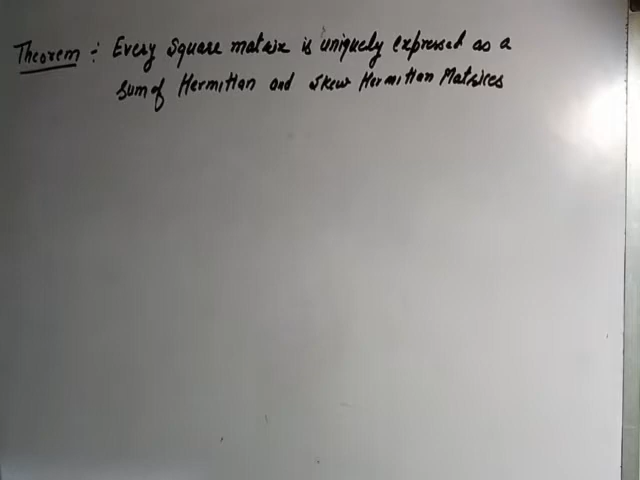 Theorem :- Every Square matrix is uniquely expressed as a
Sum of Hermitian and Skew Hermitian Matrices